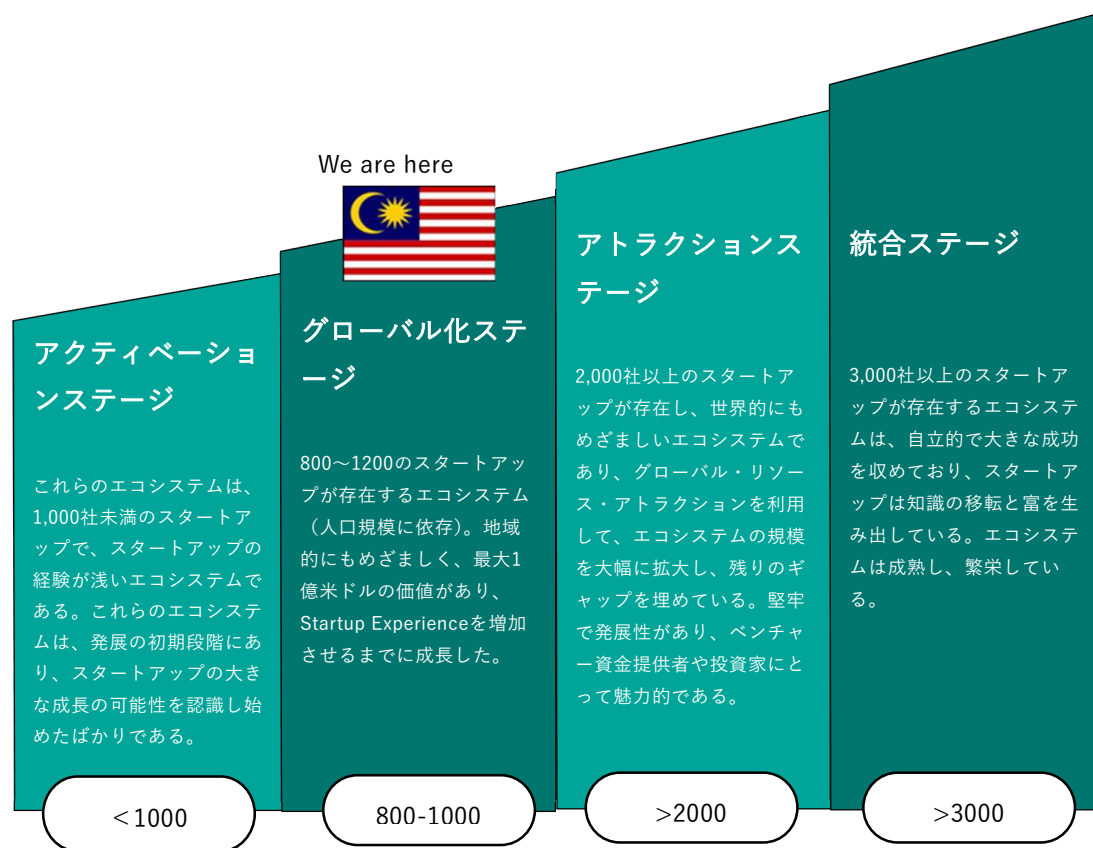 We are here
アクティベーショ
ンステージ
これらのエコシステムは、
1,000社未満のスタートア
ップで、スタートアップの
経験が浅いエコシステムで
ある。これらのエコシステ
ムは、発展の初期段階にあ
り、スタートアップの大き
な成長の可能性を認識し始
めたばかりである。
<1000
グローバル化ステ
ージ
800～1200のスタートアッ
プが存在するエコシステム
（人口規模に依存）。地域
的にもめざましく、最大1
億米ドルの価値があり、
Startup Experienceを増加
させるまでに成長した。
800-1000
アトラクションス
テージ
2,000社以上のスタートア
ップが存在し、世界的にも
めざましいエコシステムで
あり、グローバル・リソー
ス・アトラクションを利用
して、エコシステムの規模
を大幅に拡大し、残りのギ
ャップを埋めている。堅牢
で発展性があり、ベンチャ
ー資金提供者や投資家にと
って魅力的である。
>2000
統合ステージ
3,000社以上のスタートア
ップが存在するエコシステ
ムは、自立的で大きな成功
を収めており、スタートア
ップは知識の移転と富を生
み出している。エコシステ
ムは成熟し、繁栄してい
る。
>3000